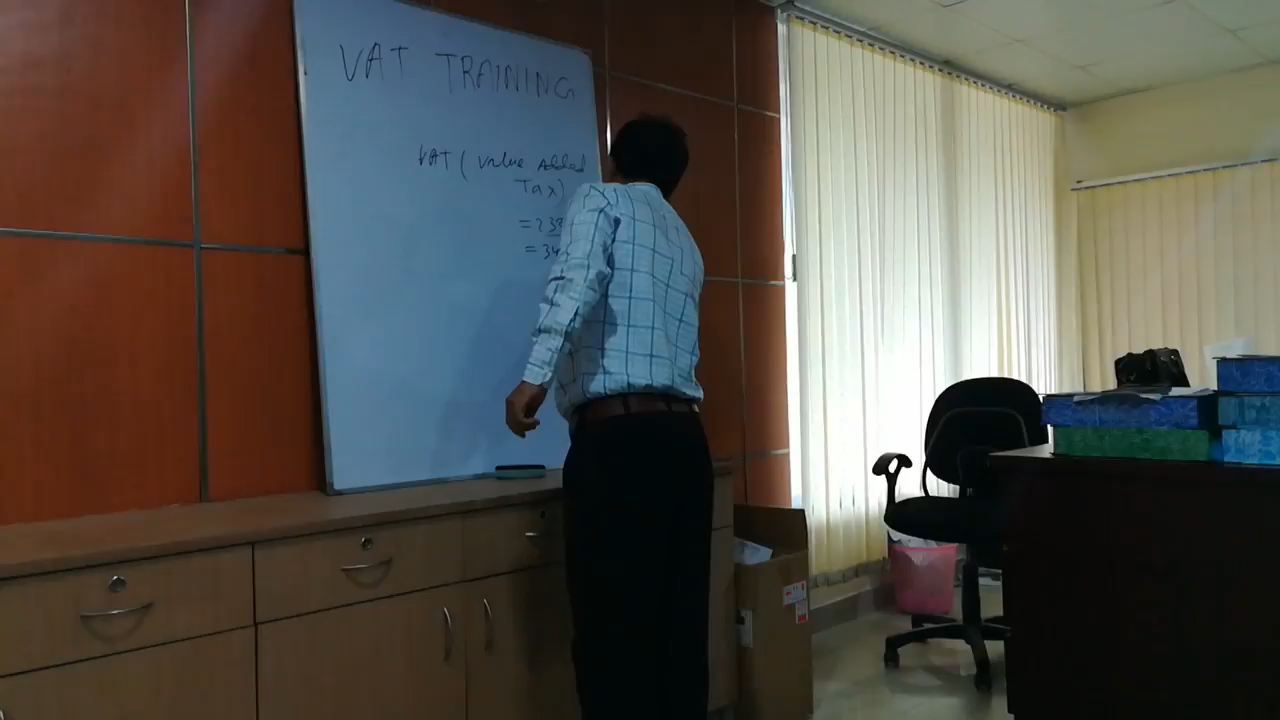 VAT TRAINING
VAT ( Value Added
Tax)